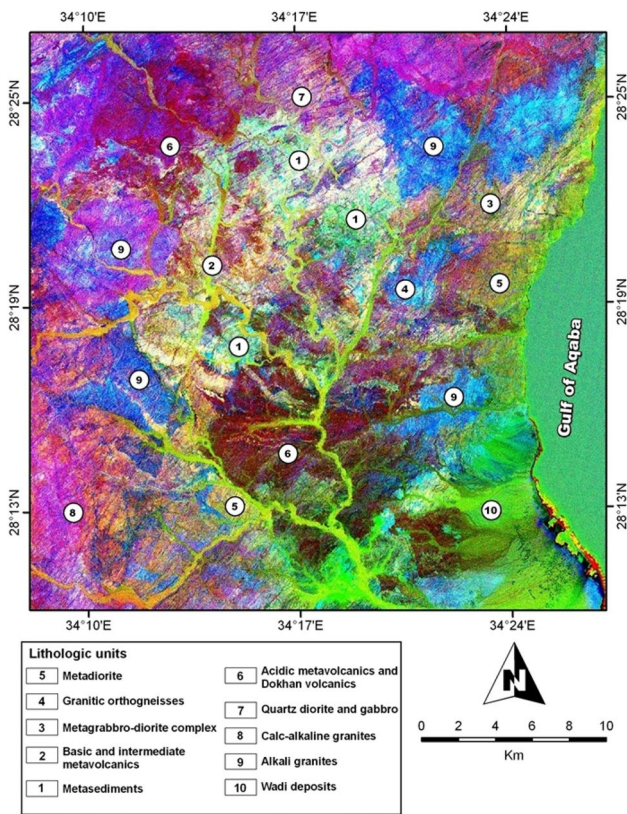 34°10'E
34°17'E
34°24'E
28°25'N
28°25'N
7
6
1
9
3
1
9
2
4
5
28°19'N
28°19'N
1
9
9
Gulf of Aqaba
6
5
10
8
28°13'N
28°13'N
34°10'E
34°17'E
34°24'E
Lithologic units
5 Metadiorite
4 Granitic orthogneisses
3 Metagrabbro-diorite complex
2 Basic and intermediate
metavolcanics
1 Metasediments
6 Acidic metavolcanics and
Dokhan volcanics
7 Quartz diorite and gabbro
8 Calc-alkaline granites
9 Alkali granites
10 Wadi deposits
N
0 2 4 6 8 10
Km